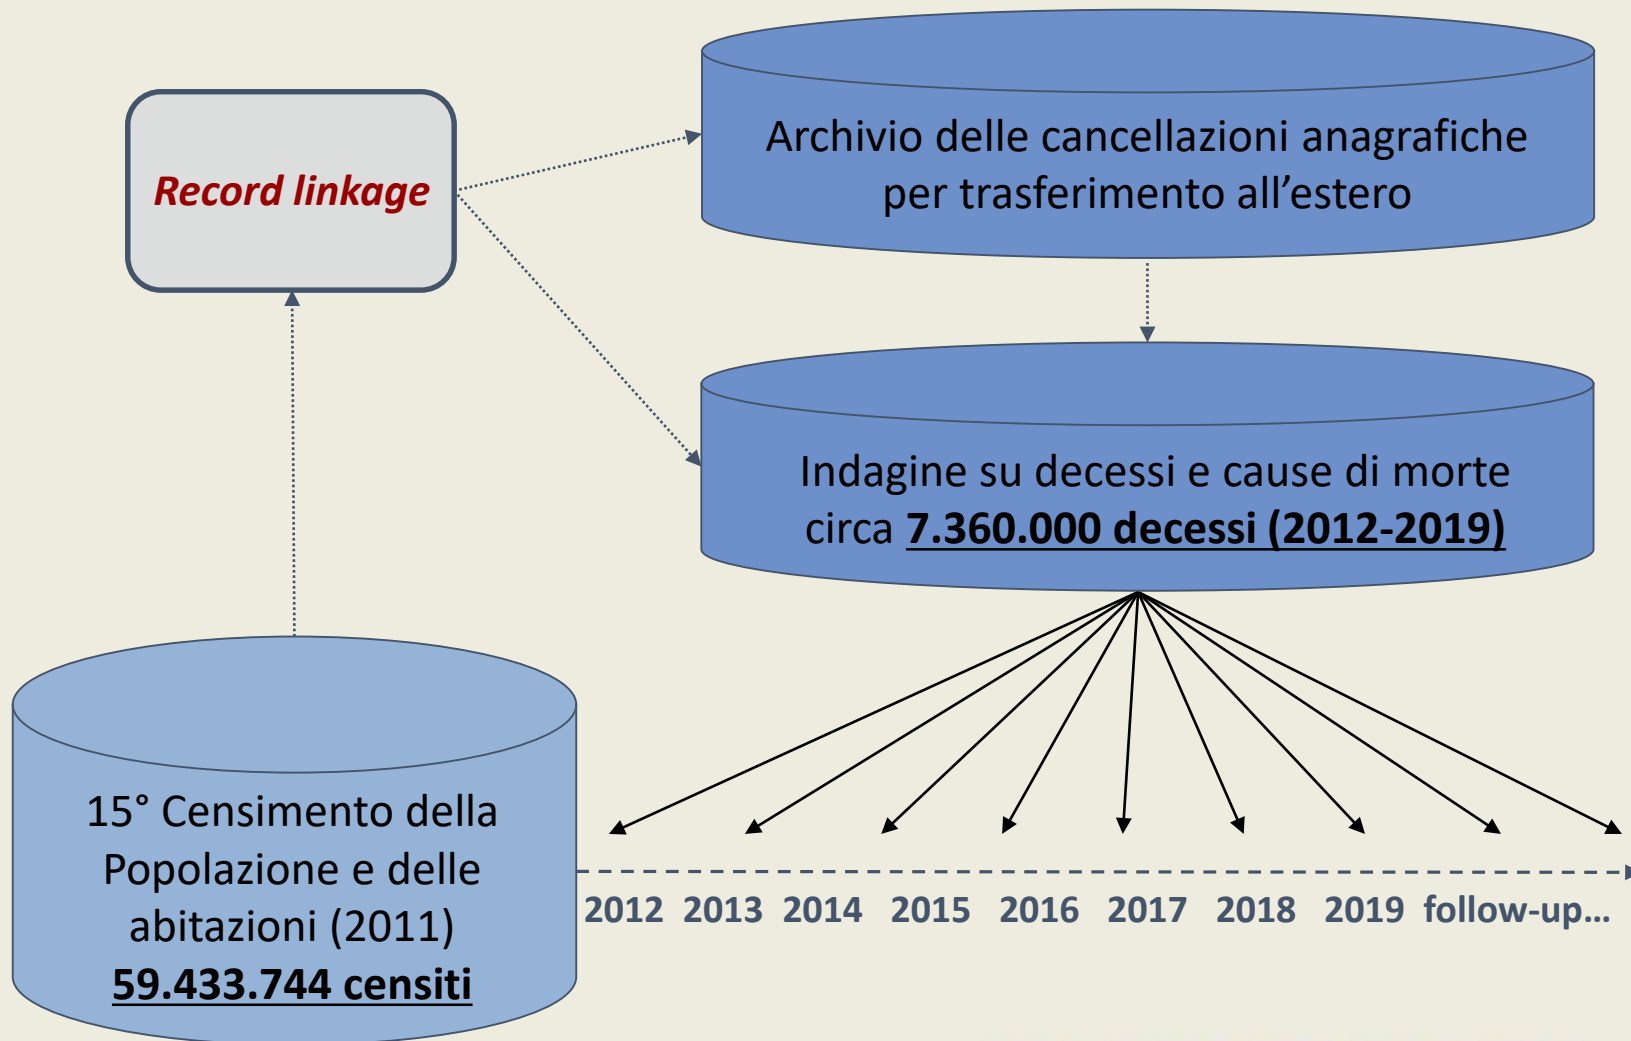 Record linkage
Archivio delle cancellazioni anagrafiche
per trasferimento all’estero
Indagine su decessi e cause di morte
circa 7.360.000 decessi (2012-2019)
15° Censimento della
Popolazione e delle
abitazioni (2011)
59.433.744 censiti
2012 2013 2014 2015 2016 2017 2018 2019 follow-up...